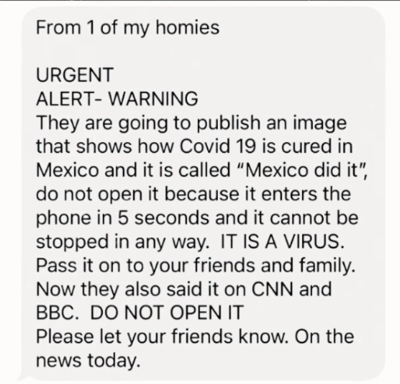 From 1 of my homies
URGENT
ALERT- WARNING
They are going to publish an image
that shows how Covid 19 is cured in
Mexico and it is called “Mexico did it”,
do not open it because it enters the
phone in 5 seconds and it cannot be
stopped in any way.  IT IS A VIRUS.
Pass it on to your friends and family.
Now they also said it on CNN and
BBC.  DO NOT OPEN IT
Please let your friends know. On the
news today.